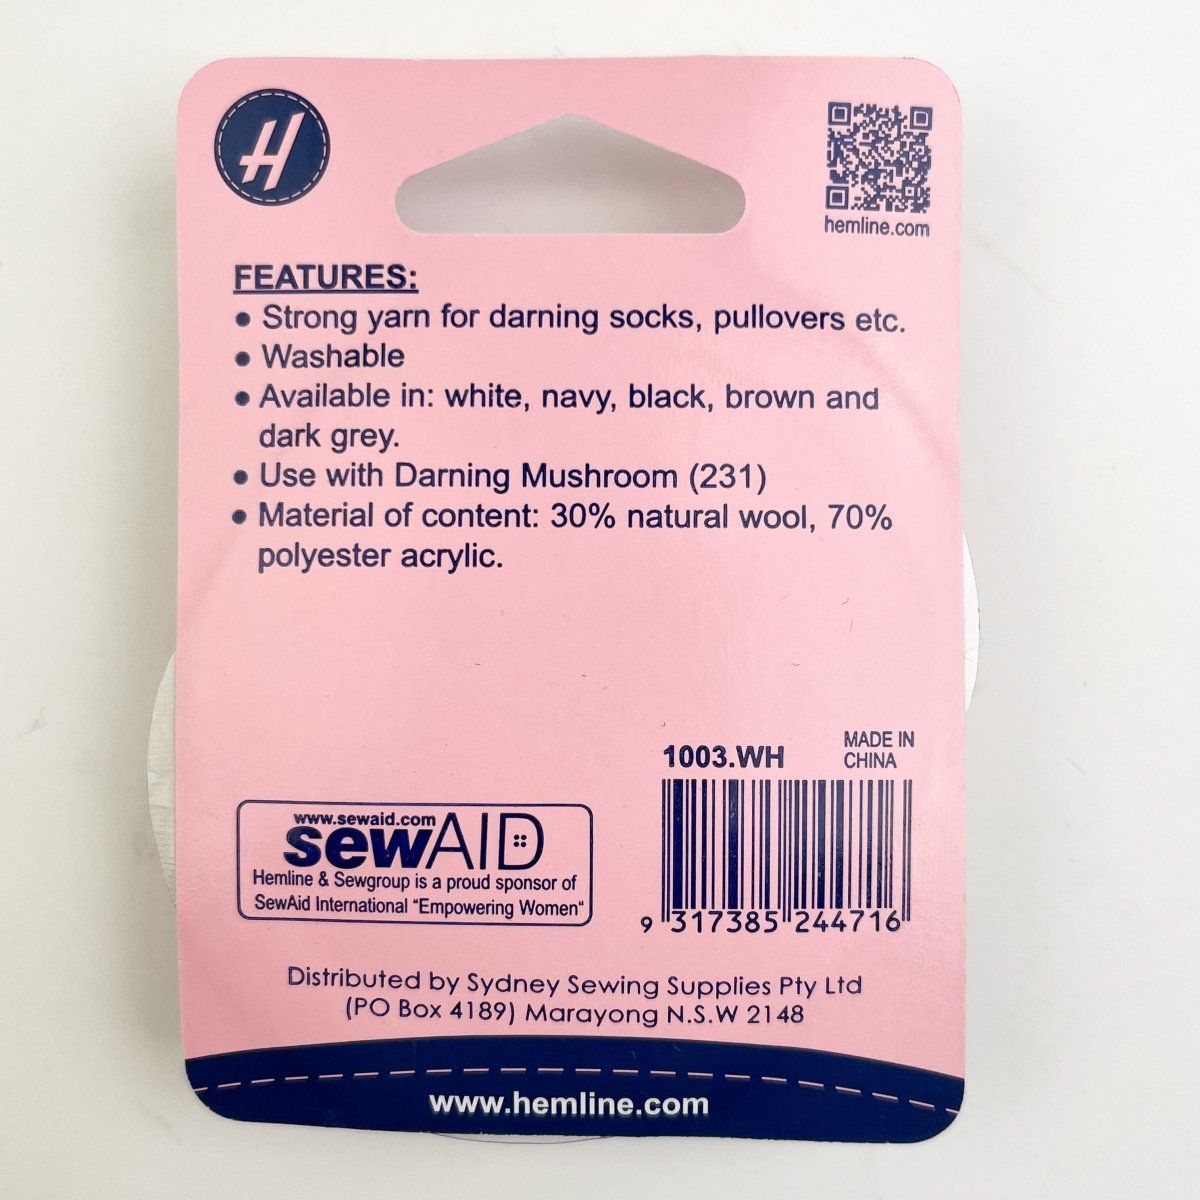 H
hemline.com
FEATURES:
• Strong yarn for darning socks, pullovers etc.
• Washable
• Available in: white, navy, black, brown and
dark grey.
• Use with Darning Mushroom (231)
• Material of content: 30% natural wool, 70%
polyester acrylic.
1003.WH
MADE IN
CHINA
9 317385 244716
www.sewaid.com
sewAID
Hemline & Sewgroup is a proud sponsor of
SewAid International "Empowering Women"
Distributed by Sydney Sewing Supplies Pty Ltd
(PO Box 4189) Marayong N.S.W 2148
www.hemline.com